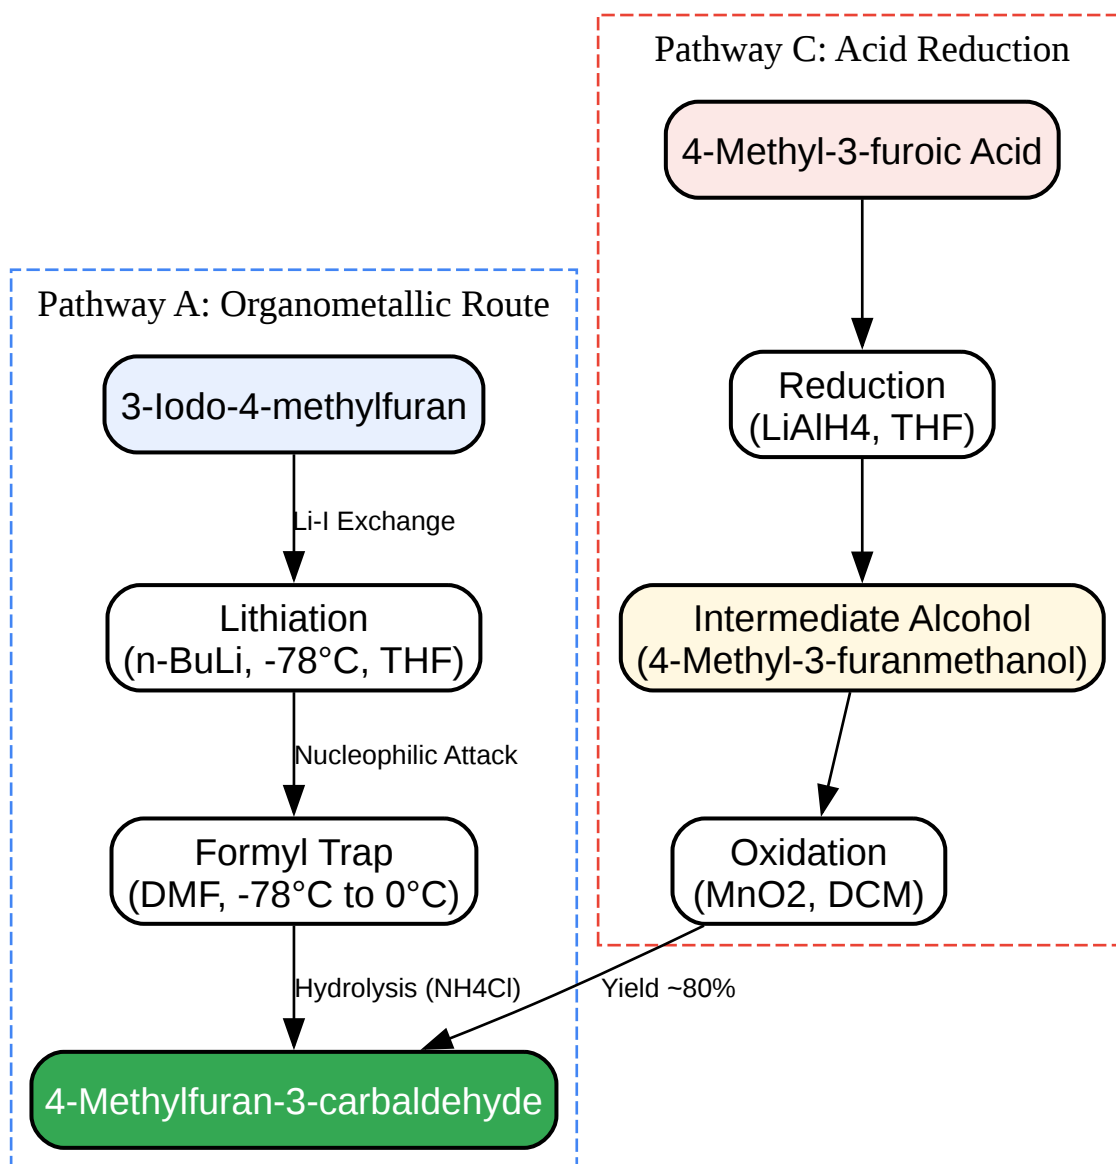 Pathway C: Acid Reduction
4-Methyl-3-furoic Acid
Pathway A: Organometallic Route
3-Iodo-4-methylfuran
Reduction
(LiAlH4, THF)
Li-I Exchange
Lithiation
(n-BuLi, -78°C, THF)
Intermediate Alcohol
(4-Methyl-3-furanmethanol)
Nucleophilic Attack
Formyl Trap
(DMF, -78°C to 0°C)
Oxidation
(MnO2, DCM)
Hydrolysis (NH4Cl)
Yield ~80%
4-Methylfuran-3-carbaldehyde